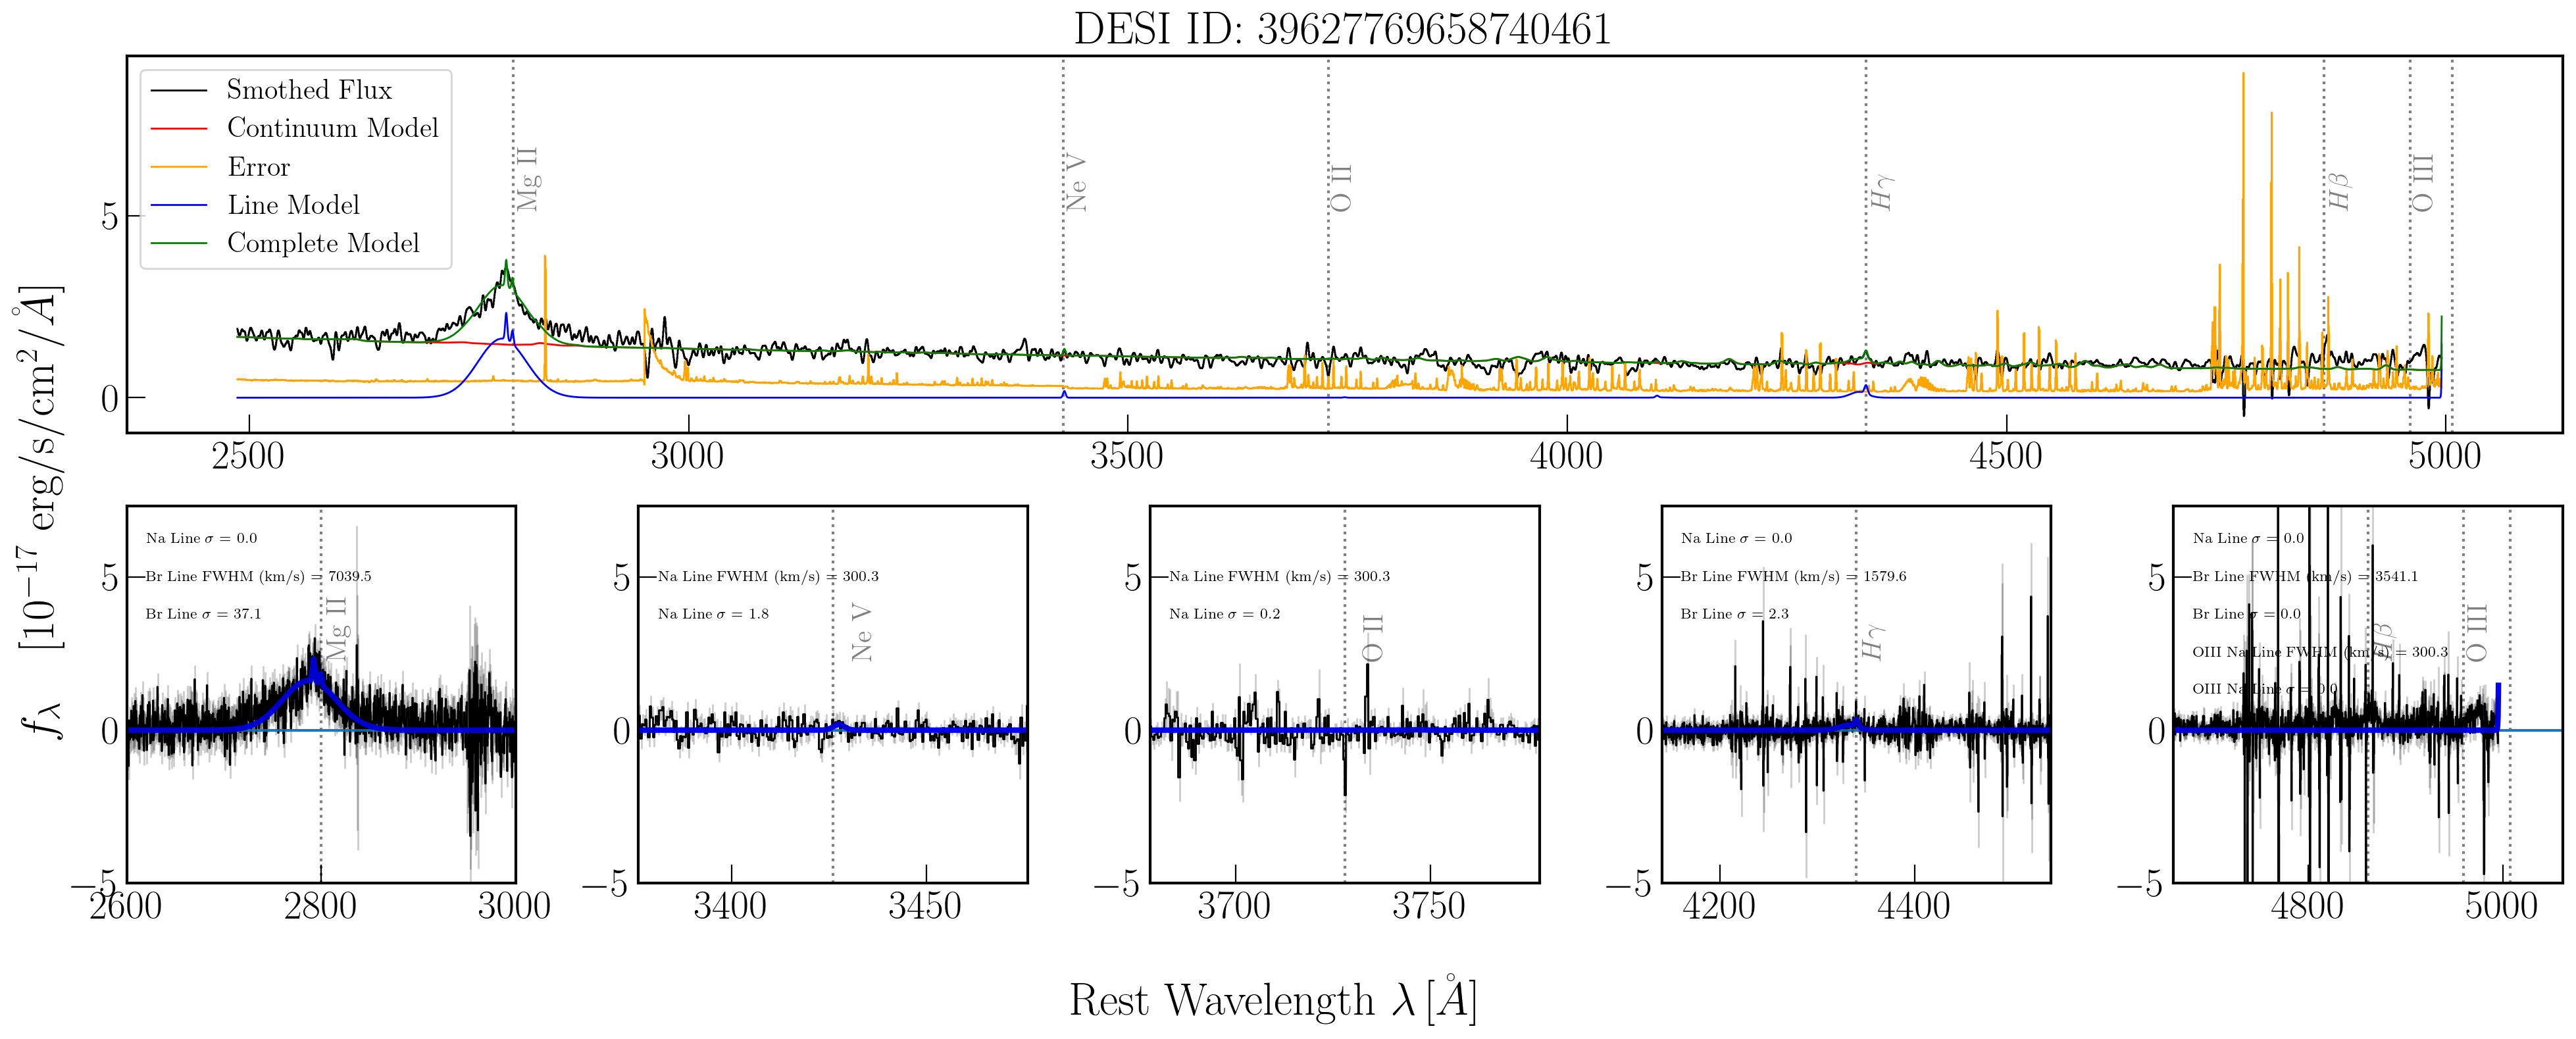 DESI ID: 39627769658740461
Smothed Flux
Continuum Model
Error
Line Model
Complete Model
Mg II
Ne V
O II
Hγ
Hβ
O III
5
0
2500 3000 3500 4000 4500 5000
fλ [10⁻¹⁷ erg/s/cm²/Å]
Na Line σ = 0.0
Br Line FWHM (km/s) = 7039.5
Br Line σ = 37.1
Mg II
5
0
−5
2600 2800 3000
Na Line FWHM (km/s) = 300.3
Na Line σ = 1.8
Ne V
5
0
−5
3400 3450
Na Line FWHM (km/s) = 300.3
Na Line σ = 0.2
O II
5
0
−5
3700 3750
Na Line σ = 0.0
Br Line FWHM (km/s) = 1579.6
Br Line σ = 2.3
Hγ
5
0
−5
4200 4400
Na Line σ = 0.0
Br Line FWHM (km/s) = 3541.1
Br Line σ = 0.0
OIII Na Line FWHM (km/s) = 300.3
OIII Na Line σ = 0.0
Hβ
O III
5
0
−5
4800 5000
Rest Wavelength λ [Å]